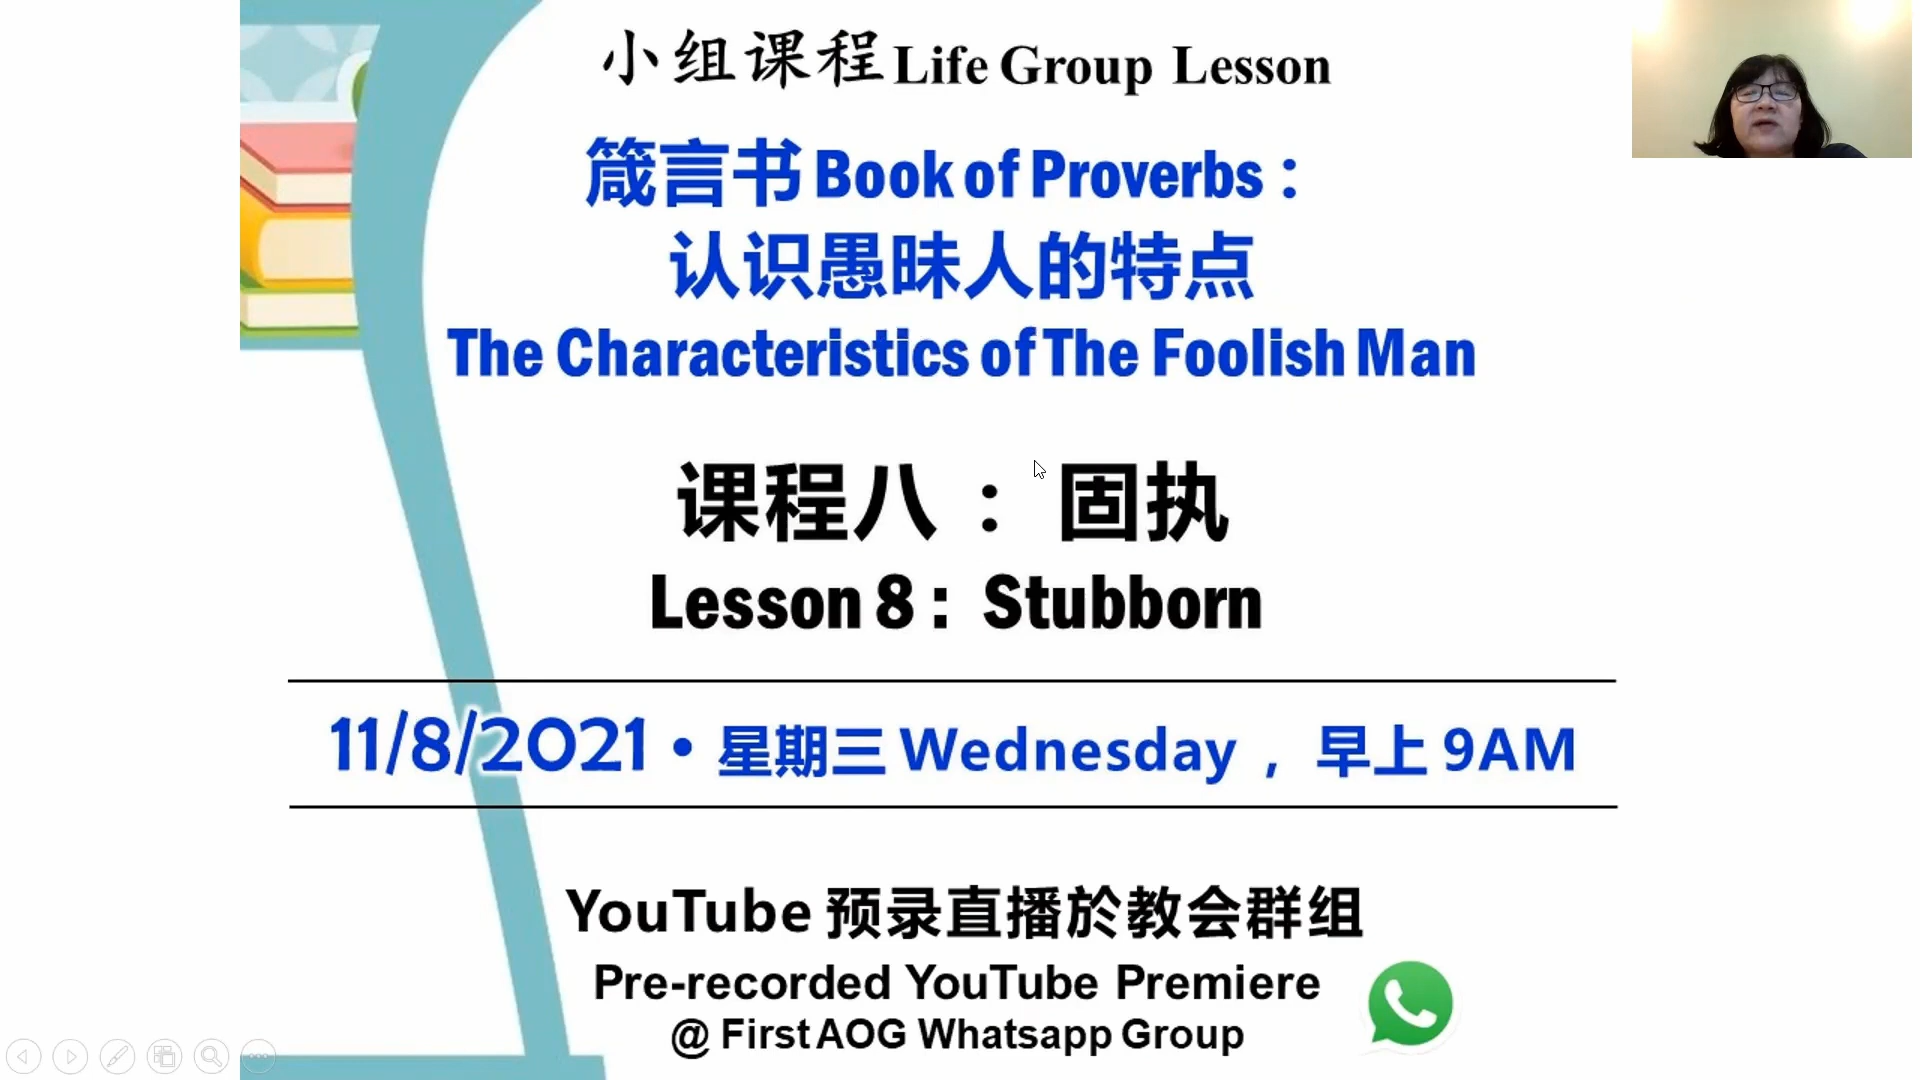 小组课程 Life Group Lesson
箴言书 Book of Proverbs :
认识愚昧人的特点
The Characteristics of The Foolish Man
课程八 : 固执
Lesson 8 : Stubborn
11/8/2021 • 星期三 Wednesday , 早上 9AM
YouTube 预录直播於教会群组
Pre-recorded YouTube Premiere
@ First AOG Whatsapp Group